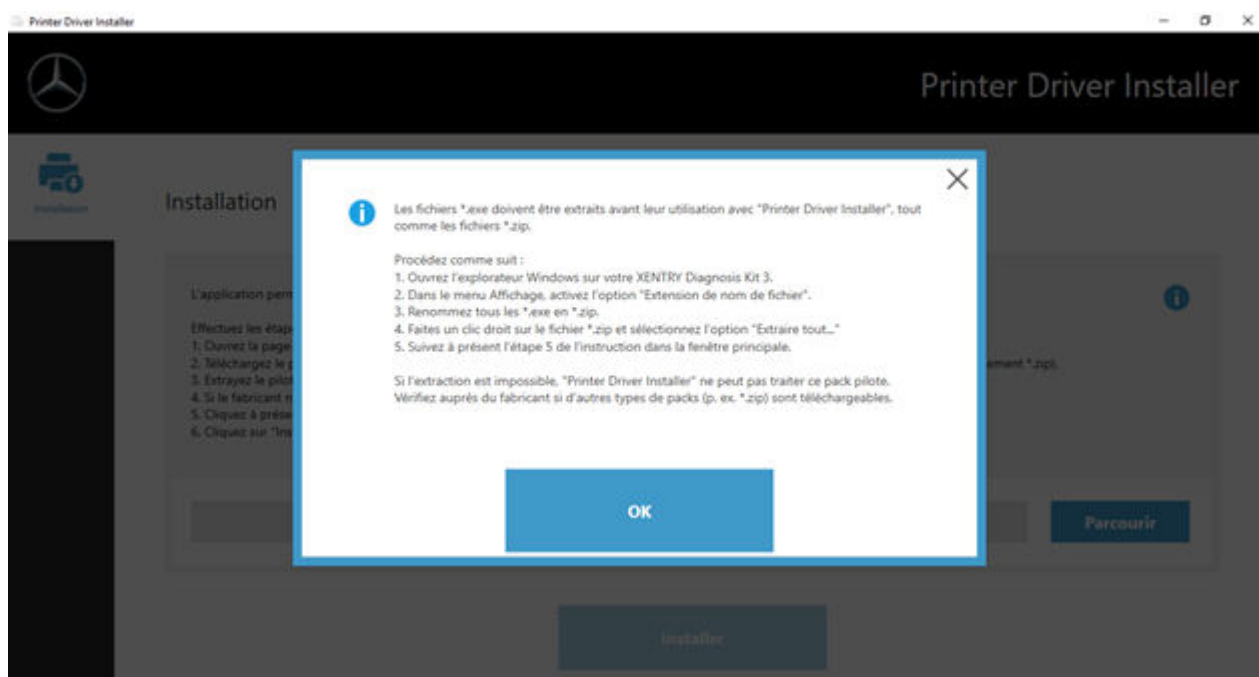 Printer Driver Installer
Printer Driver Installer
Installation
Installation
Les fichiers *.exe doivent être extraits avant leur utilisation avec "Printer Driver Installer", tout
comme les fichiers *.zip.
Procédez comme suit :
1. Ouvrez l'explorateur Windows sur votre XENTRY Diagnosis Kit 3.
2. Dans le menu Affichage, activez l'option "Extension de nom de fichier".
3. Renommez tous les *.exe en *.zip.
4. Faites un clic droit sur le fichier *.zip et sélectionnez l'option "Extraire tout..."
5. Suivez à présent l'étape 5 de l'instruction dans la fenêtre principale.
Si l'extraction est impossible, "Printer Driver Installer" ne peut pas traiter ce pack pilote.
Vérifiez auprès du fabricant si d'autres types de packs (p. ex. *.zip) sont téléchargeables.
OK
L'application
Effectuez les
1. Ouvrez la page
2. Téléchargez le *.zip).
3. Extrayez le
4. Si le fabricant
5. Cliquez à
6. Cliquez sur
Parcourir
Installer